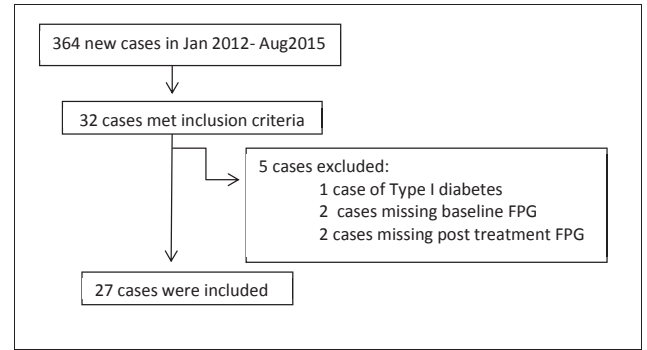 364 new cases in Jan 2012- Aug2015
32 cases met inclusion criteria
5 cases excluded:
1 case of Type I diabetes
2 cases missing baseline FPG
2 cases missing post treatment FPG
27 cases were included